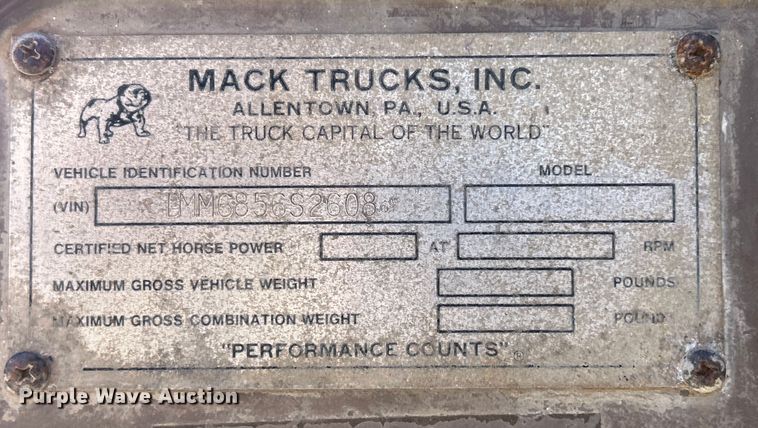 MACK TRUCKS, INC.
ALLENTOWN, PA., U.S.A.
"THE TRUCK CAPITAL OF THE WORLD"
VEHICLE IDENTIFICATION NUMBER MODEL
(VIN)
CERTIFIED NET HORSE POWER AT RPM
MAXIMUM GROSS VEHICLE WEIGHT POUNDS
MAXIMUM GROSS COMBINATION WEIGHT POUND
"PERFORMANCE COUNTS"
Purple Wave Auction